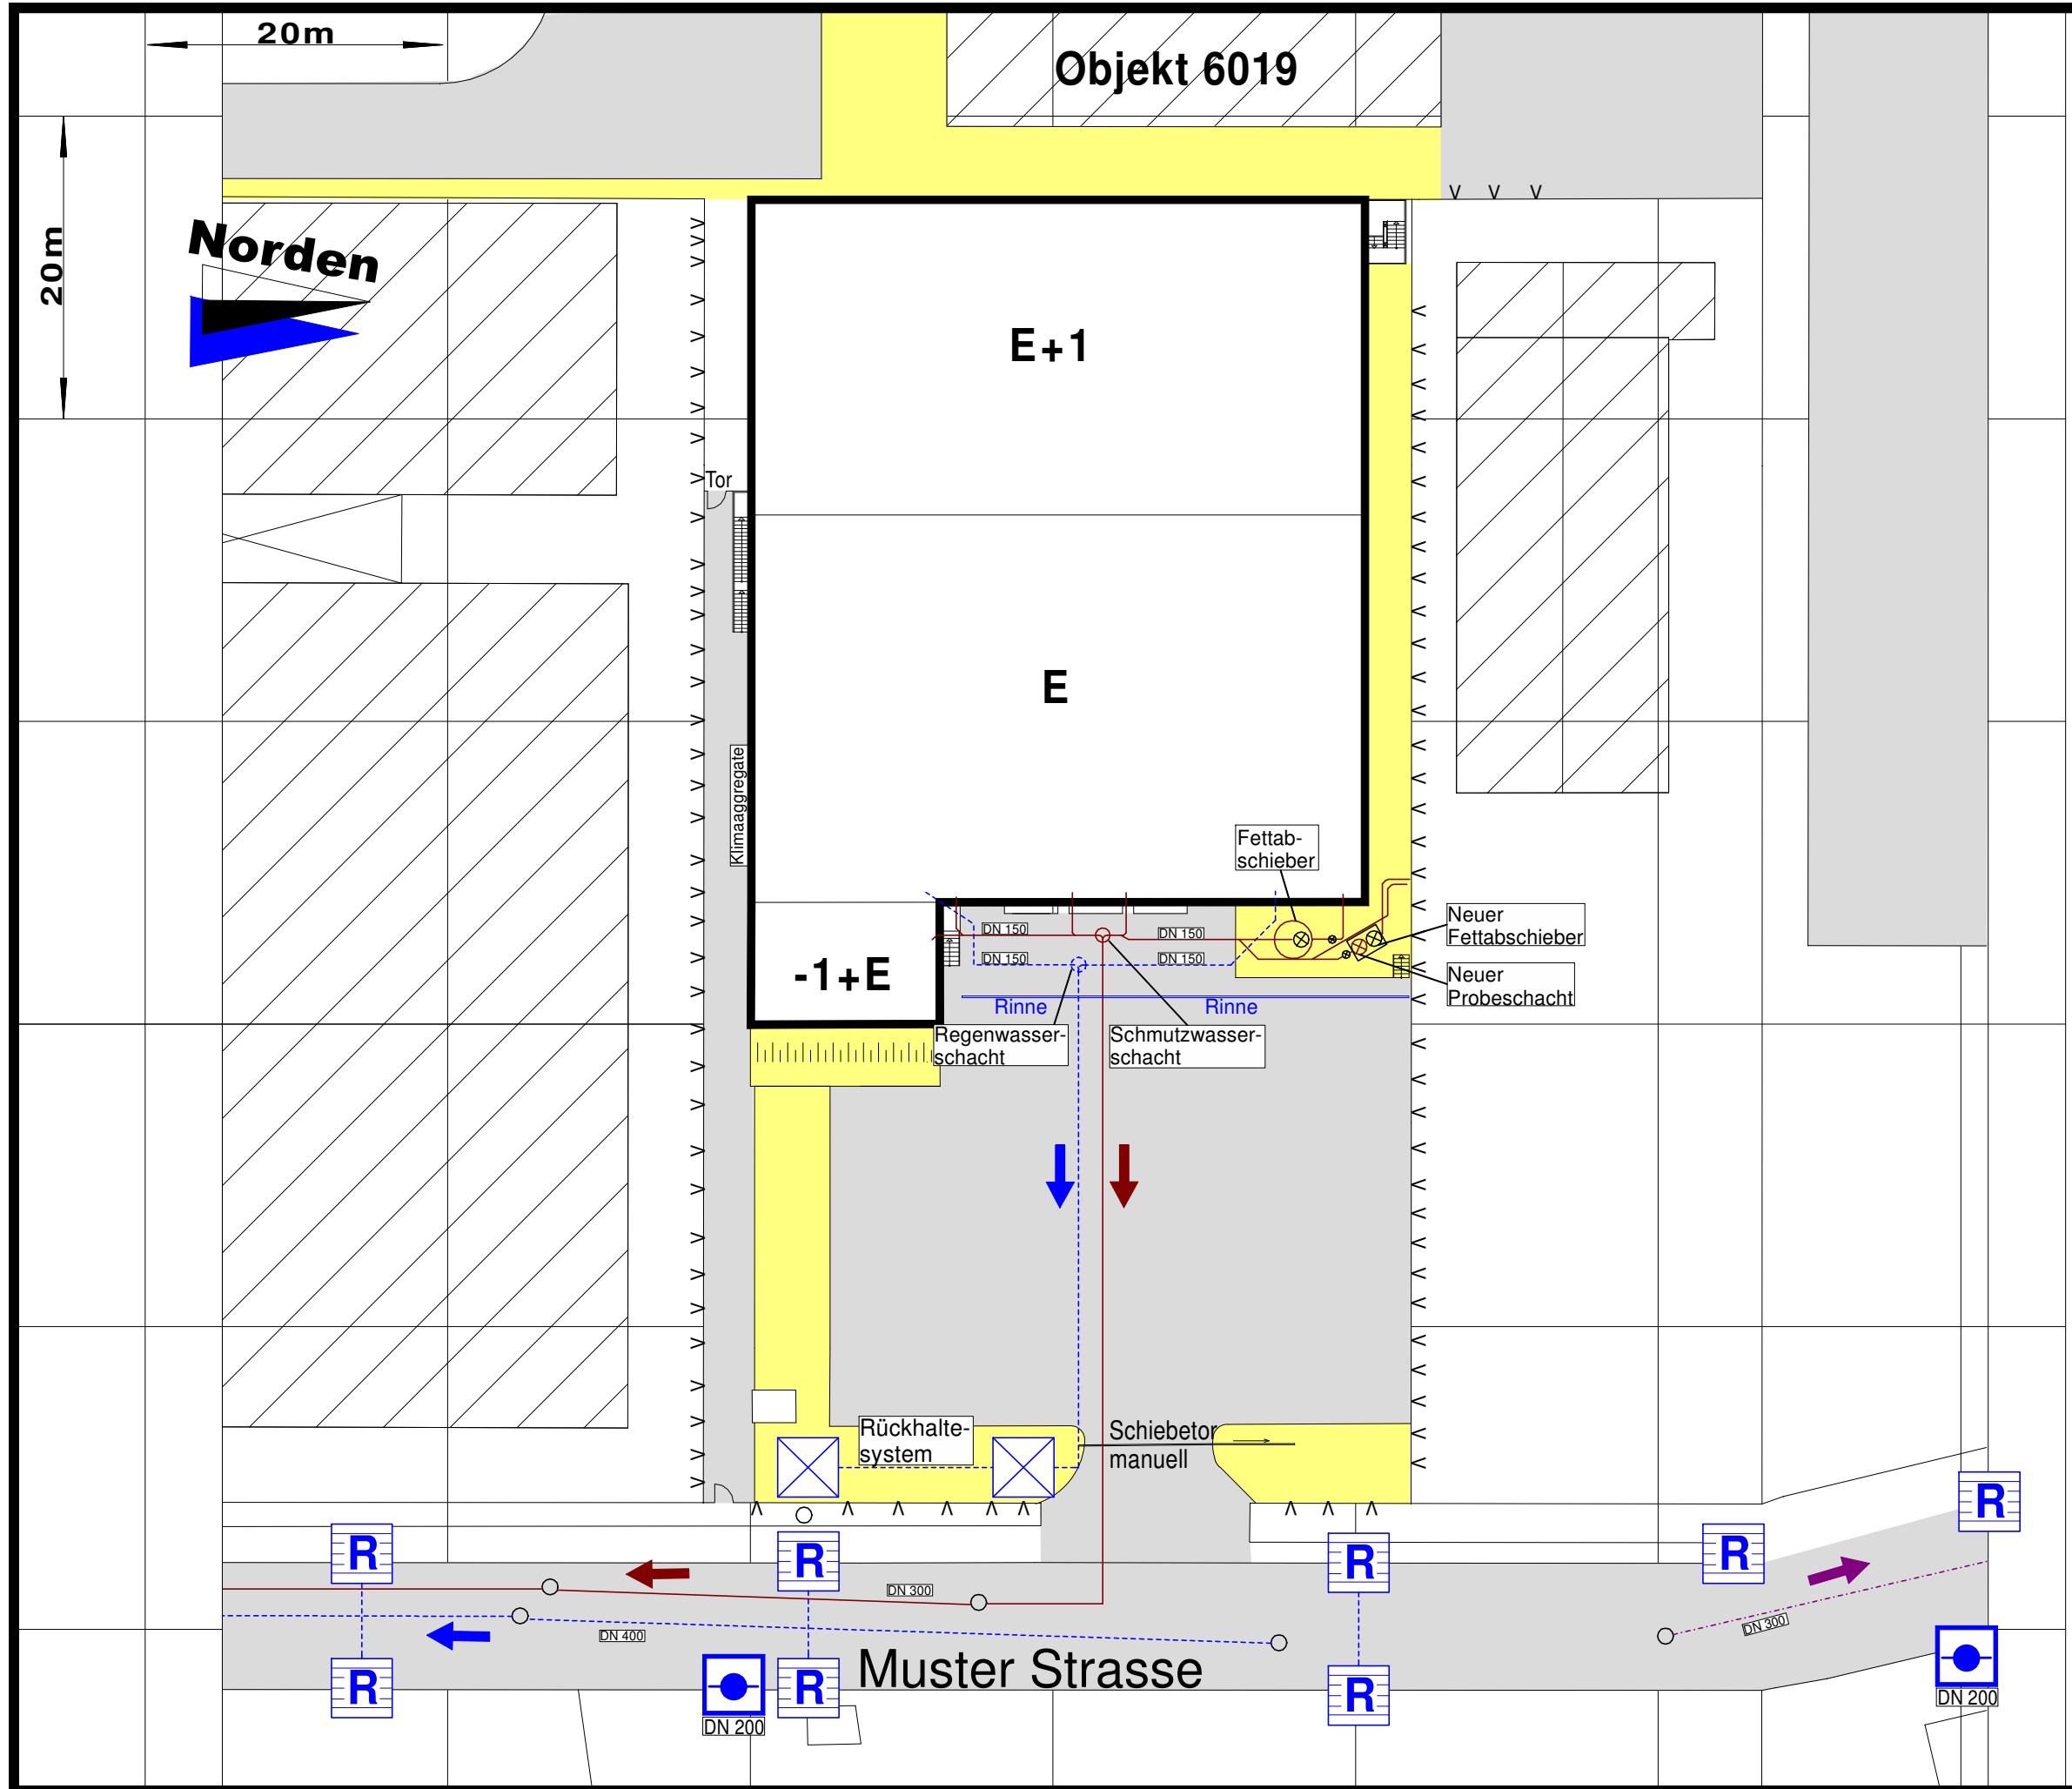 20m
Objekt 6019
20m
Norden
E+1
Tor
E
Klimaaggregate
Fettab-
schieber
Neuer
Fettabschieber
DN 150
DN 150
DN 150
DN 150
Neuer
Probeschacht
-1+E
Rinne
Rinne
Regenwasser-
schacht
Schmutzwasser-
schacht
Rückhalte-
system
Schiebetor
manuell
R
R
R
R
R
DN 300
DN 300
DN 400
Muster Strasse
R
R
R
DN 200
DN 200